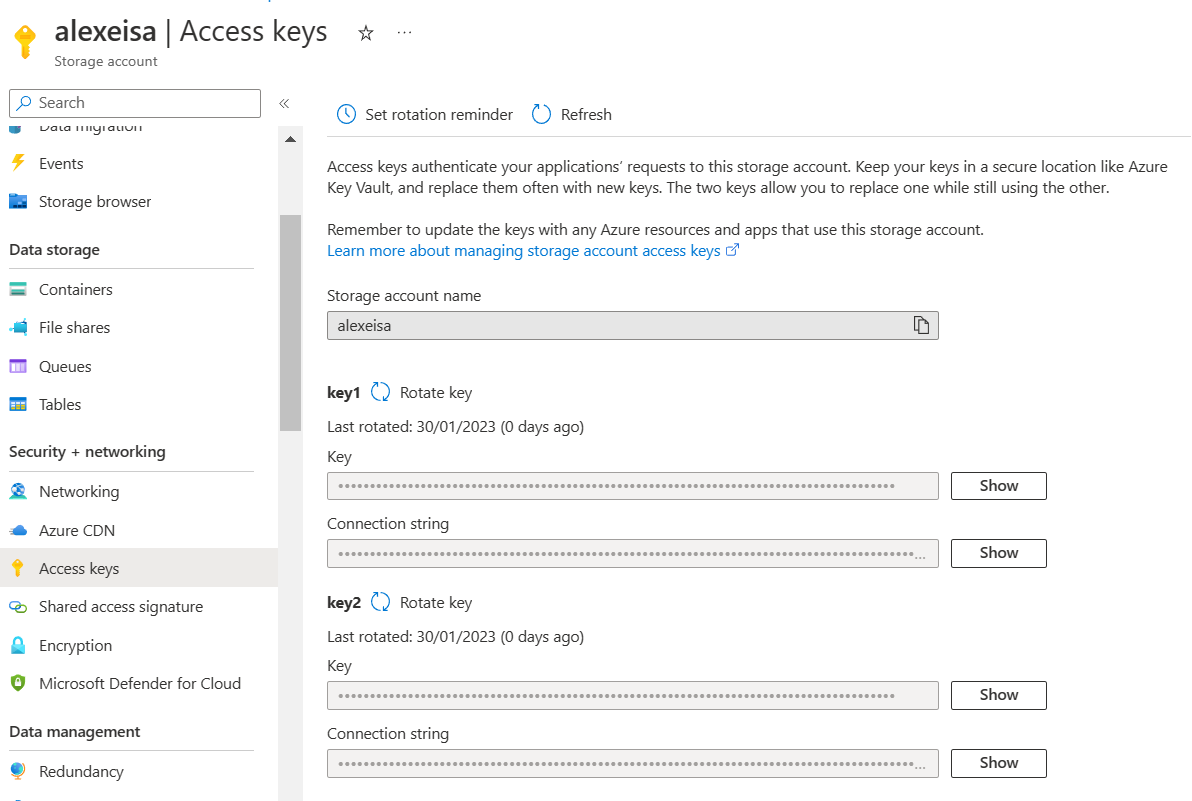 alexeisa | Access keys
Storage account
Search
Data migration
Events
Storage browser
Data storage
Containers
File shares
Queues
Tables
Security + networking
Networking
Azure CDN
Access keys
Shared access signature
Encryption
Microsoft Defender for Cloud
Data management
Redundancy
Set rotation reminder
Refresh
Access keys authenticate your applications’ requests to this storage account. Keep your keys in a secure location like Azure
Key Vault, and replace them often with new keys. The two keys allow you to replace one while still using the other.
Remember to update the keys with any Azure resources and apps that use this storage account.
Learn more about managing storage account access keys
Storage account name
alexeisa
key1 Rotate key
Last rotated: 30/01/2023 (0 days ago)
Key
Show
Connection string
Show
key2 Rotate key
Last rotated: 30/01/2023 (0 days ago)
Key
Show
Connection string
Show